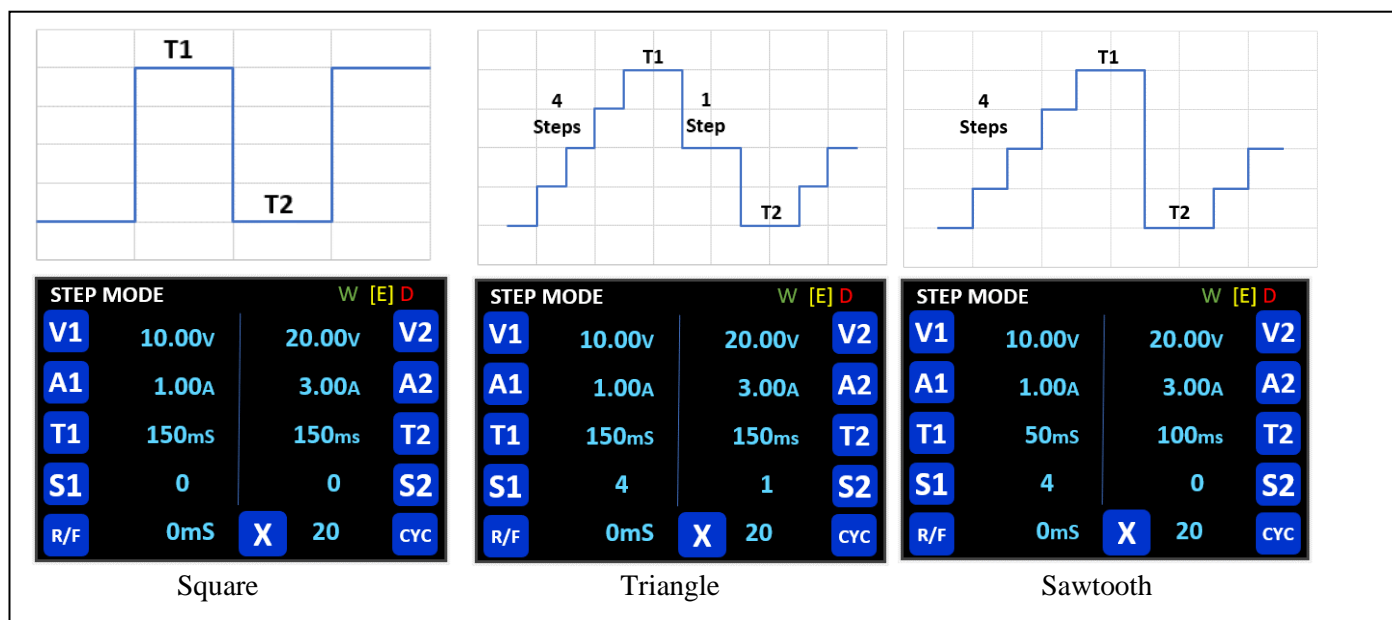 T1
T2
4
Steps
T1
1
Step
T2
4
Steps
T1
T2
STEP MODE W [E] D
V1 10.00V 20.00V V2
A1 1.00A 3.00A A2
T1 150mS 150ms T2
S1 0 0 S2
R/F 0mS X 20 CYC
Square
STEP MODE W [E] D
V1 10.00V 20.00V V2
A1 1.00A 3.00A A2
T1 150mS 150ms T2
S1 4 1 S2
R/F 0mS X 20 CYC
Triangle
STEP MODE W [E] D
V1 10.00V 20.00V V2
A1 1.00A 3.00A A2
T1 50mS 100ms T2
S1 4 0 S2
R/F 0mS X 20 CYC
Sawtooth